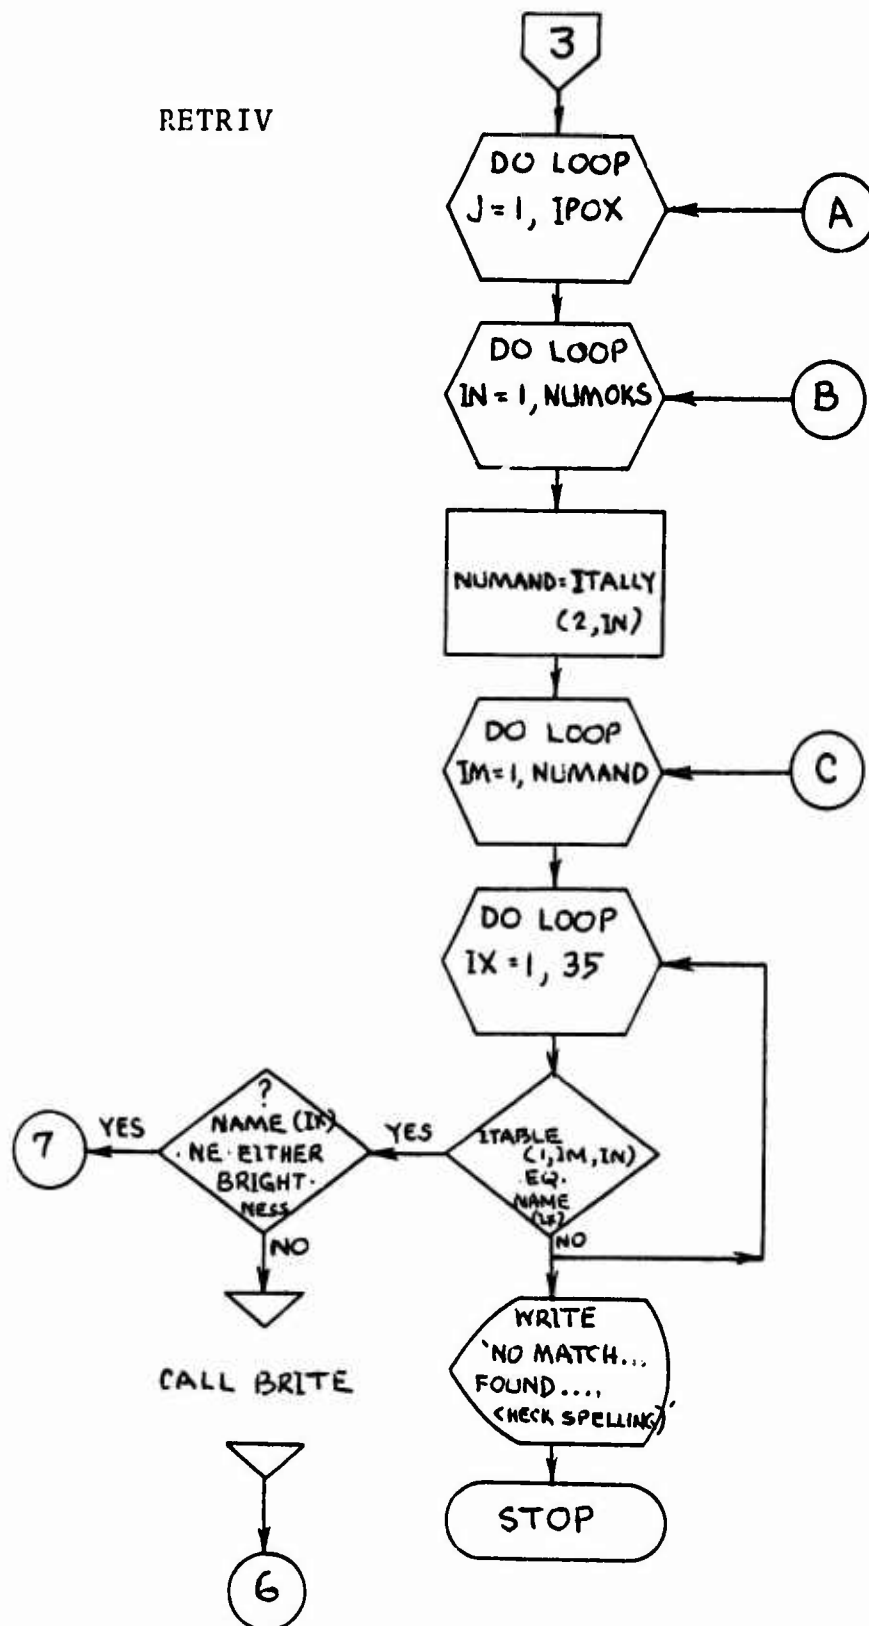 3
RETRIV
DO LOOP
J = 1, IPOX
A
DO LOOP
IN = 1, NUMOKS
B
NUMAND = ITALLY
(2, IN)
DO LOOP
IM = 1, NUMAND
C
DO LOOP
IX = 1, 35
?
NAME (IX)
.NE. EITHER
BRIGHT-
NESS
YES
7
NO
YES
ITABLE
(1, IM, IN)
.EQ.
NAME
(IX)
NO
CALL BRITE
6
WRITE
'NO MATCH...
FOUND....
CHECK SPELLING)'
STOP